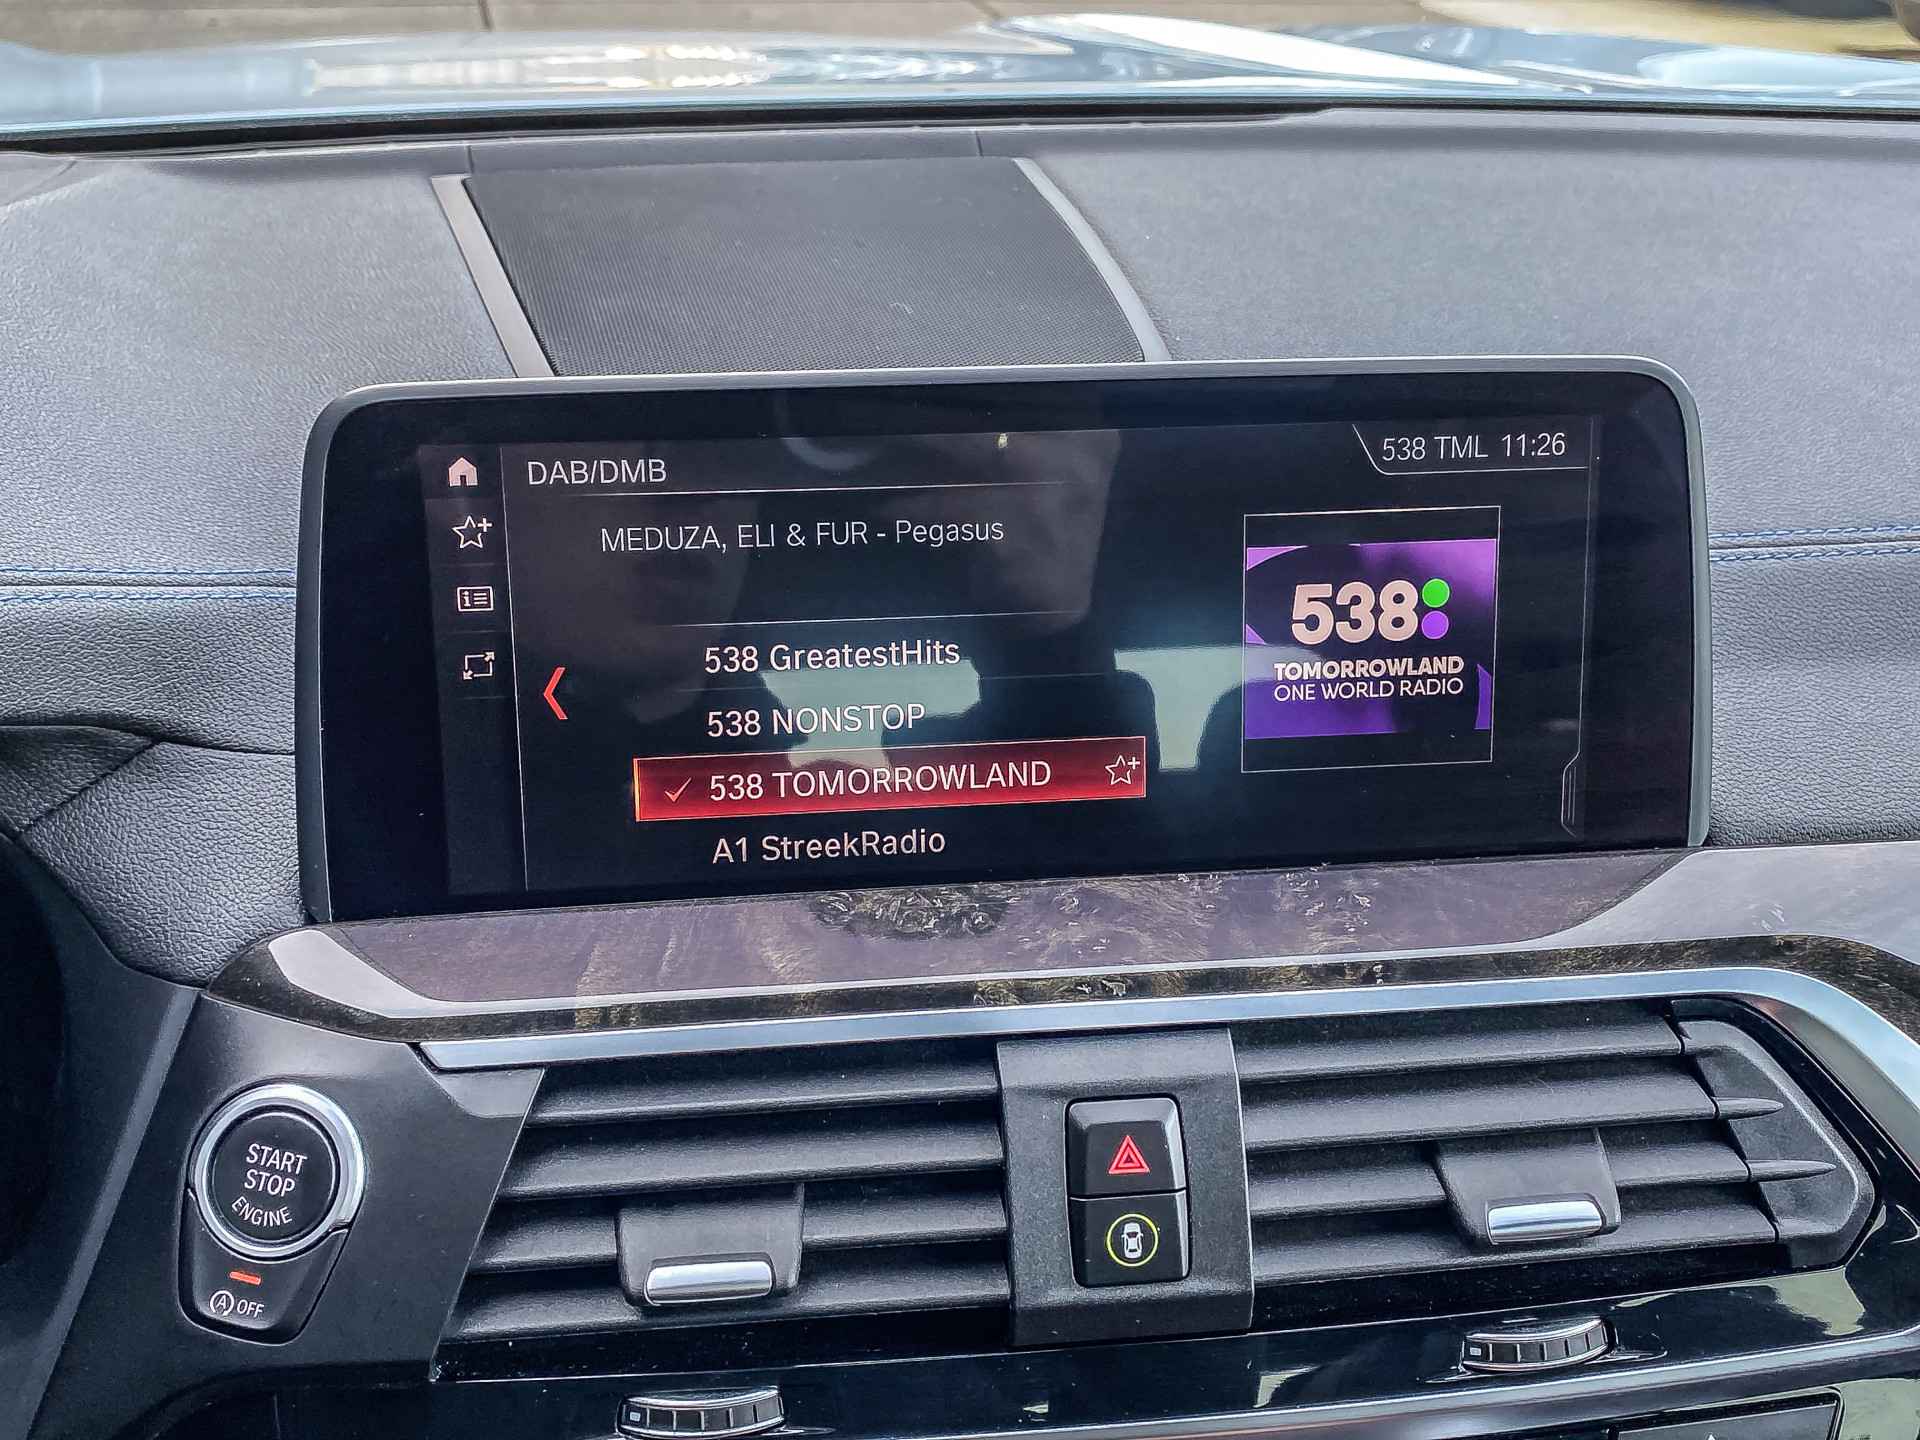 DAB/DMB
538 TML 11:26
MEDUZA, ELI & FUR - Pegasus
538 GreatestHits
538 NONSTOP
538 TOMORROWLAND
A1 StreekRadio
538
TOMORROWLAND
ONE WORLD RADIO
START
STOP
ENGINE
A OFF